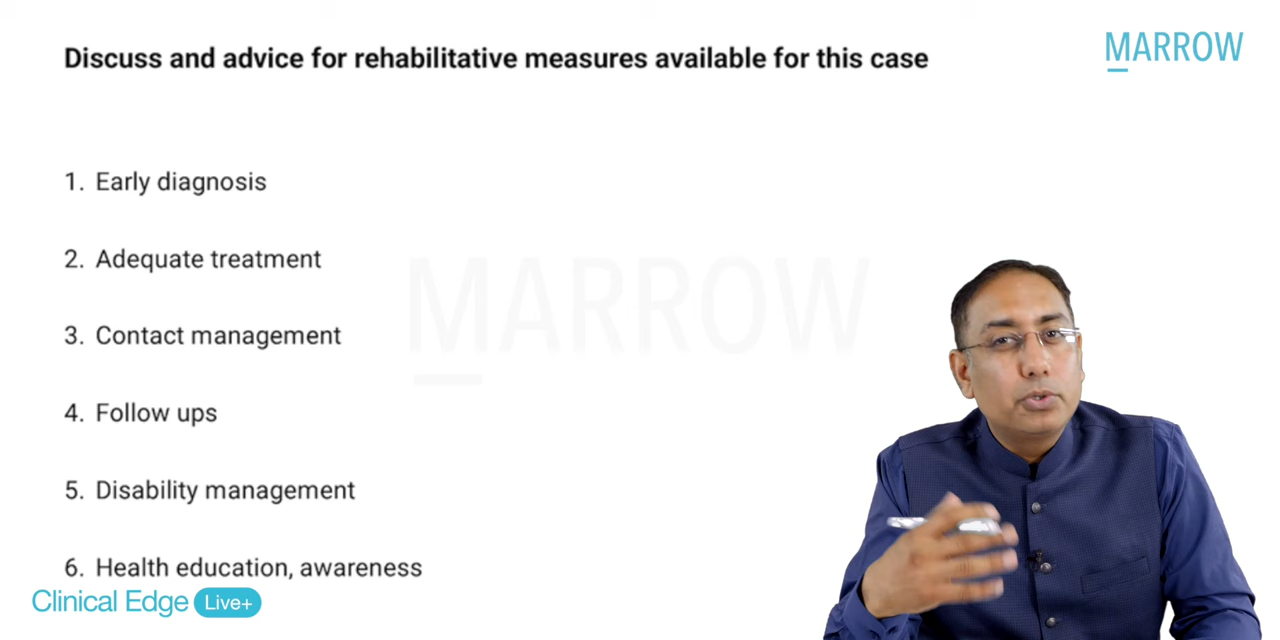 Discuss and advice for rehabilitative measures available for this case
MARROW
1. Early diagnosis
2. Adequate treatment
MARROW
3. Contact management
4. Follow ups
5. Disability management
6. Health education, awareness
Clinical Edge Live+